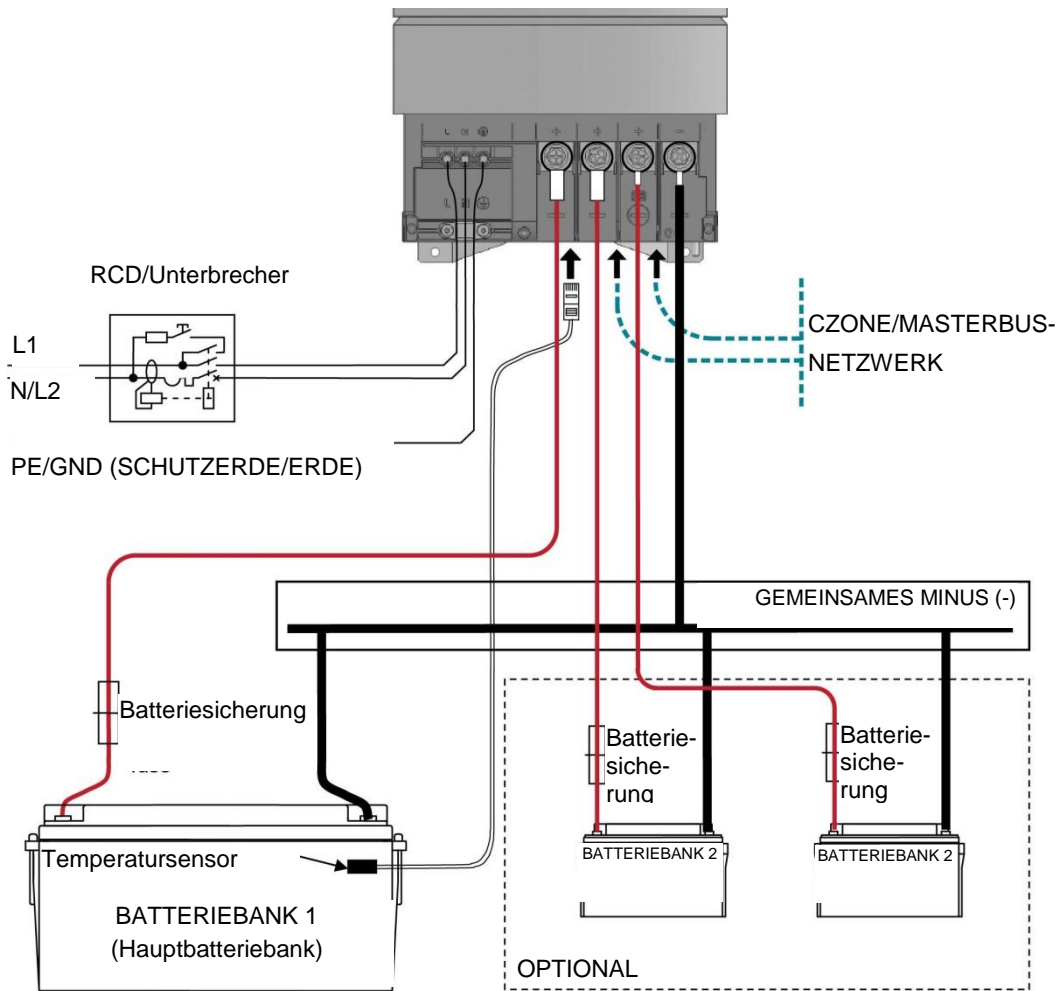 L N
+ + + -
L N
RCD/Unterbrecher
L1
N/L2
CZONE/MASTERBUS-
NETZWERK
PE/GND (SCHUTZERDE/ERDE)
GEMEINSAMES MINUS (-)
Batteriesicherung
Batterie-
siche-
rung
Batterie-
siche-
rung
Temperatursensor
BATTERIEBANK 1
(Hauptbatteriebank)
BATTERIEBANK 2
BATTERIEBANK 2
OPTIONAL